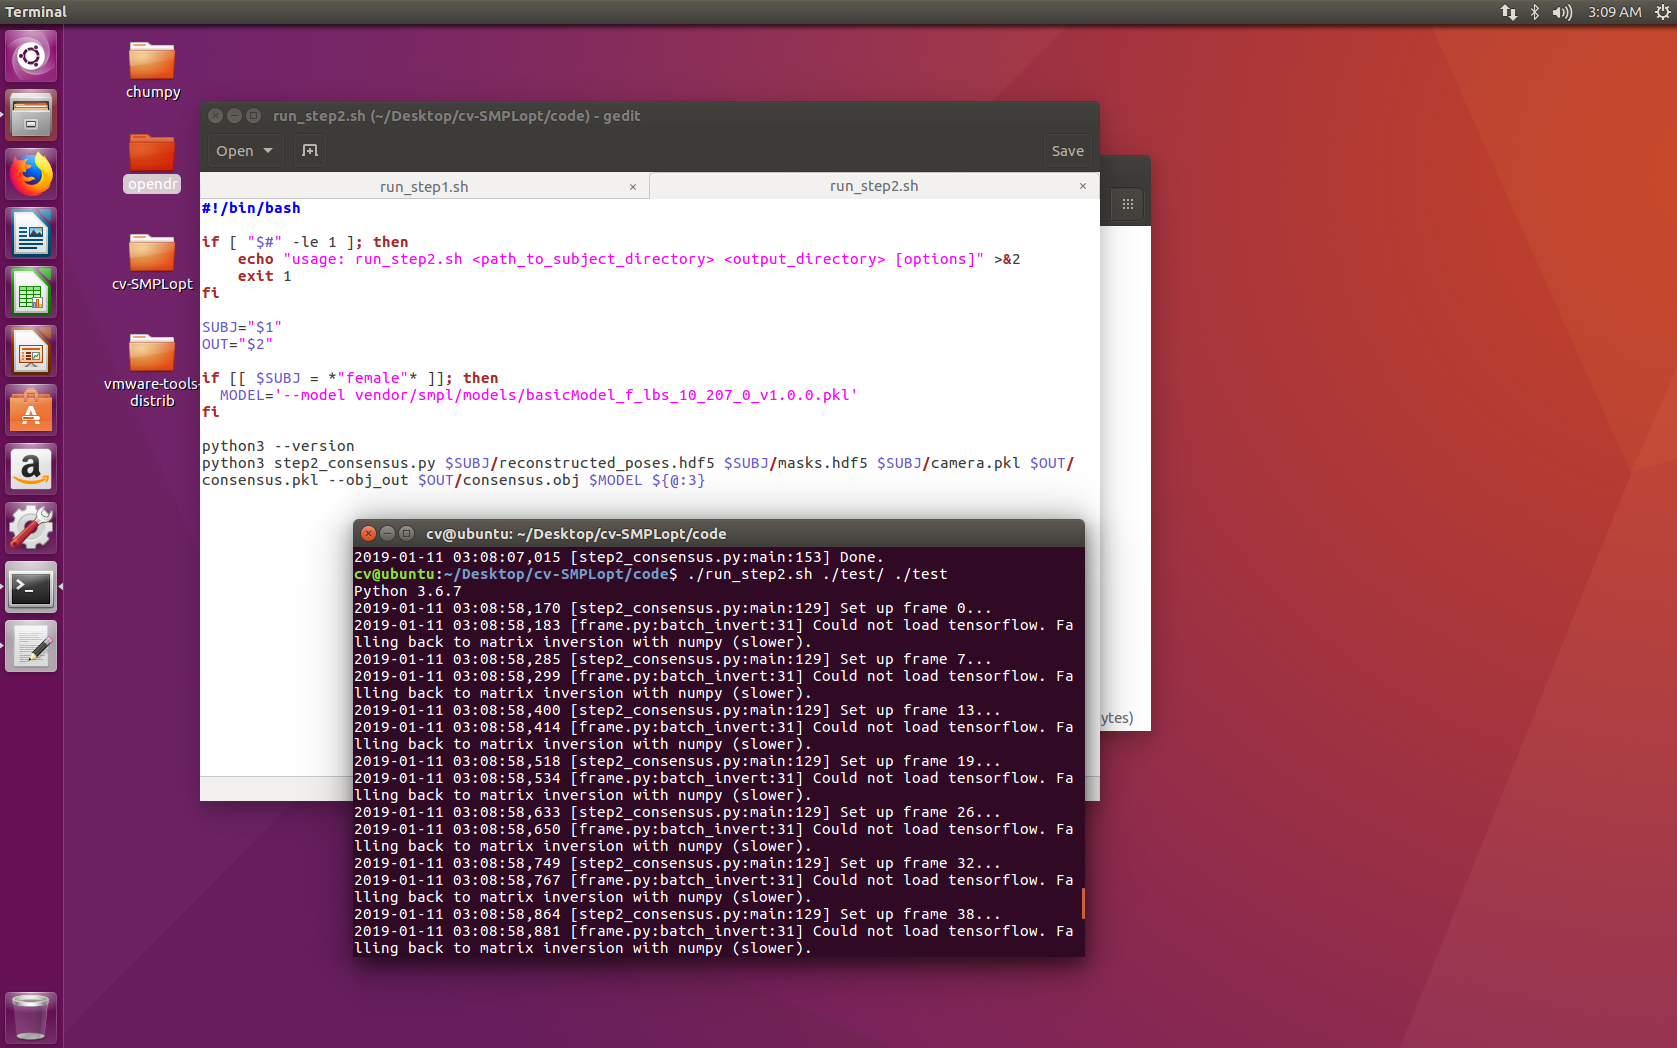 Terminal
3:09 AM
chumpy
opendr
cv-SMPLopt
vmware-tools-
distrib
run_step2.sh (~/Desktop/cv-SMPLopt/code) - gedit
Open
Save
run_step1.sh ×
run_step2.sh ×
#!/bin/bash
if [ "$#" -le 1 ]; then
    echo "usage: run_step2.sh <path_to_subject_directory> <output_directory> [options]" >&2
    exit 1
fi
SUBJ="$1"
OUT="$2"
if [[ $SUBJ = *"female"* ]]; then
  MODEL='--model vendor/smpl/models/basicModel_f_lbs_10_207_0_v1.0.0.pkl'
fi
python3 --version
python3 step2_consensus.py $SUBJ/reconstructed_poses.hdf5 $SUBJ/masks.hdf5 $SUBJ/camera.pkl $OUT/
consensus.pkl --obj_out $OUT/consensus.obj $MODEL ${@:3}
ytes)
cv@ubuntu: ~/Desktop/cv-SMPLopt/code
2019-01-11 03:08:07,015 [step2_consensus.py:main:153] Done.
cv@ubuntu:~/Desktop/cv-SMPLopt/code$ ./run_step2.sh ./test/ ./test
Python 3.6.7
2019-01-11 03:08:58,170 [step2_consensus.py:main:129] Set up frame 0...
2019-01-11 03:08:58,183 [frame.py:batch_invert:31] Could not load tensorflow. Fa
lling back to matrix inversion with numpy (slower).
2019-01-11 03:08:58,285 [step2_consensus.py:main:129] Set up frame 7...
2019-01-11 03:08:58,299 [frame.py:batch_invert:31] Could not load tensorflow. Fa
lling back to matrix inversion with numpy (slower).
2019-01-11 03:08:58,400 [step2_consensus.py:main:129] Set up frame 13...
2019-01-11 03:08:58,414 [frame.py:batch_invert:31] Could not load tensorflow. Fa
lling back to matrix inversion with numpy (slower).
2019-01-11 03:08:58,518 [step2_consensus.py:main:129] Set up frame 19...
2019-01-11 03:08:58,534 [frame.py:batch_invert:31] Could not load tensorflow. Fa
lling back to matrix inversion with numpy (slower).
2019-01-11 03:08:58,633 [step2_consensus.py:main:129] Set up frame 26...
2019-01-11 03:08:58,650 [frame.py:batch_invert:31] Could not load tensorflow. Fa
lling back to matrix inversion with numpy (slower).
2019-01-11 03:08:58,749 [step2_consensus.py:main:129] Set up frame 32...
2019-01-11 03:08:58,767 [frame.py:batch_invert:31] Could not load tensorflow. Fa
lling back to matrix inversion with numpy (slower).
2019-01-11 03:08:58,864 [step2_consensus.py:main:129] Set up frame 38...
2019-01-11 03:08:58,881 [frame.py:batch_invert:31] Could not load tensorflow. Fa
lling back to matrix inversion with numpy (slower).